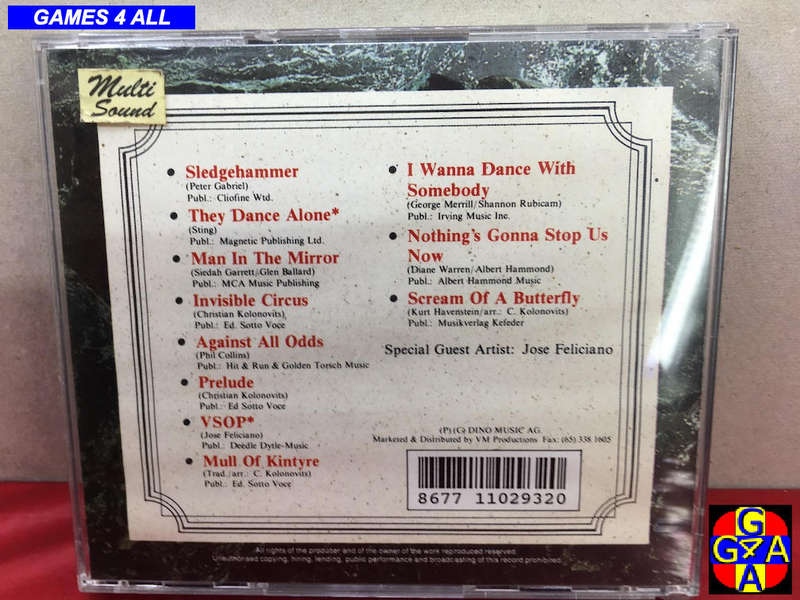 GAMES 4 ALL
Multi
Sound
• Sledgehammer
(Peter Gabriel)
Publ.: Cliofine Wtd.
• They Dance Alone*
(Sting)
Publ.: Magnetic Publishing Ltd.
• Man In The Mirror
(Siedah Garrett/Glen Ballard)
Publ.: MCA Music Publishing
• Invisible Circus
(Christian Kolonovits)
Publ.: Ed. Sotto Voce
• Against All Odds
(Phil Collins)
Publ.: Hit & Run & Golden Torsch Music
• Prelude
(Christian Kolonovits)
Publ.: Ed Sotto Voce
• VSOP*
(Jose Feliciano)
Publ.: Deedle Dytle-Music
• Mull Of Kintyre
(Trad./arr.: C. Kolonovits)
Publ.: Ed. Sotto Voce
• I Wanna Dance With
Somebody
(George Merrill/Shannon Rubicam)
Publ.: Irving Music Inc.
• Nothing's Gonna Stop Us
Now
(Diane Warren/Albert Hammond)
Publ.: Albert Hammond Music
• Scream Of A Butterfly
(Kurt Havenstein/arr.: C. Kolonovits)
Publ.: Musikverlag Kefeder
Special Guest Artist: Jose Feliciano
(P) (C) DINO MUSIC AG.
Marketed & Distributed by VM Productions Fax: (65) 338 1605
8677 11029320
All rights of the producer and of the owner of the work reproduced reserved.
Unauthorised copying, hiring, lending, public performance and broadcasting of this record prohibited.
G
G4A
A